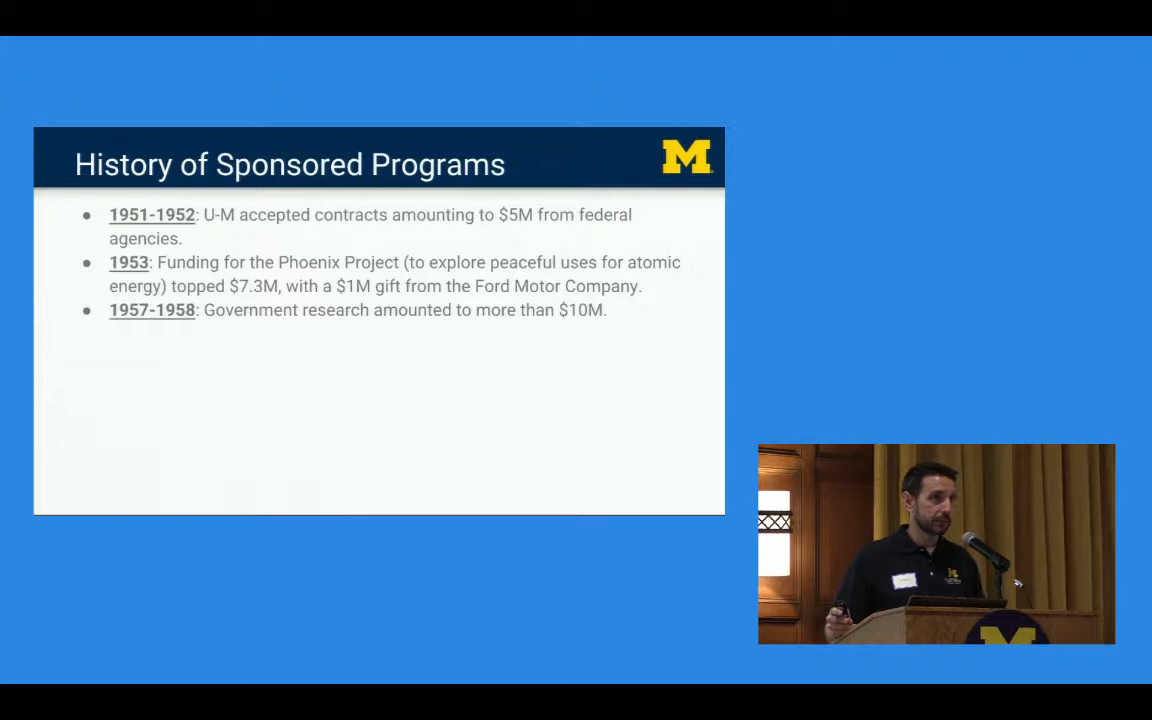 History of Sponsored Programs
M
● 1951-1952: U-M accepted contracts amounting to $5M from federal
agencies.
● 1953: Funding for the Phoenix Project (to explore peaceful uses for atomic
energy) topped $7.3M, with a $1M gift from the Ford Motor Company.
● 1957-1958: Government research amounted to more than $10M.
M